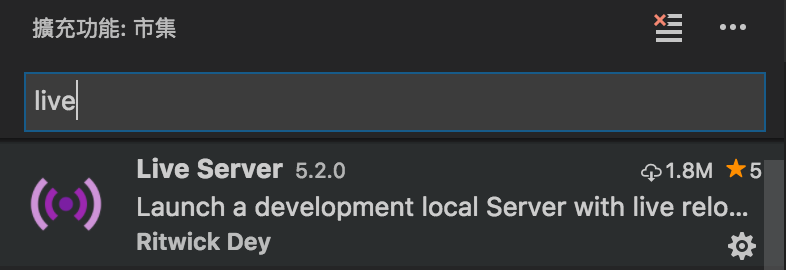 擴充功能: 市集
live
Live Server 5.2.0 1.8M 5
Launch a development local Server with live relo...
Ritwick Dey